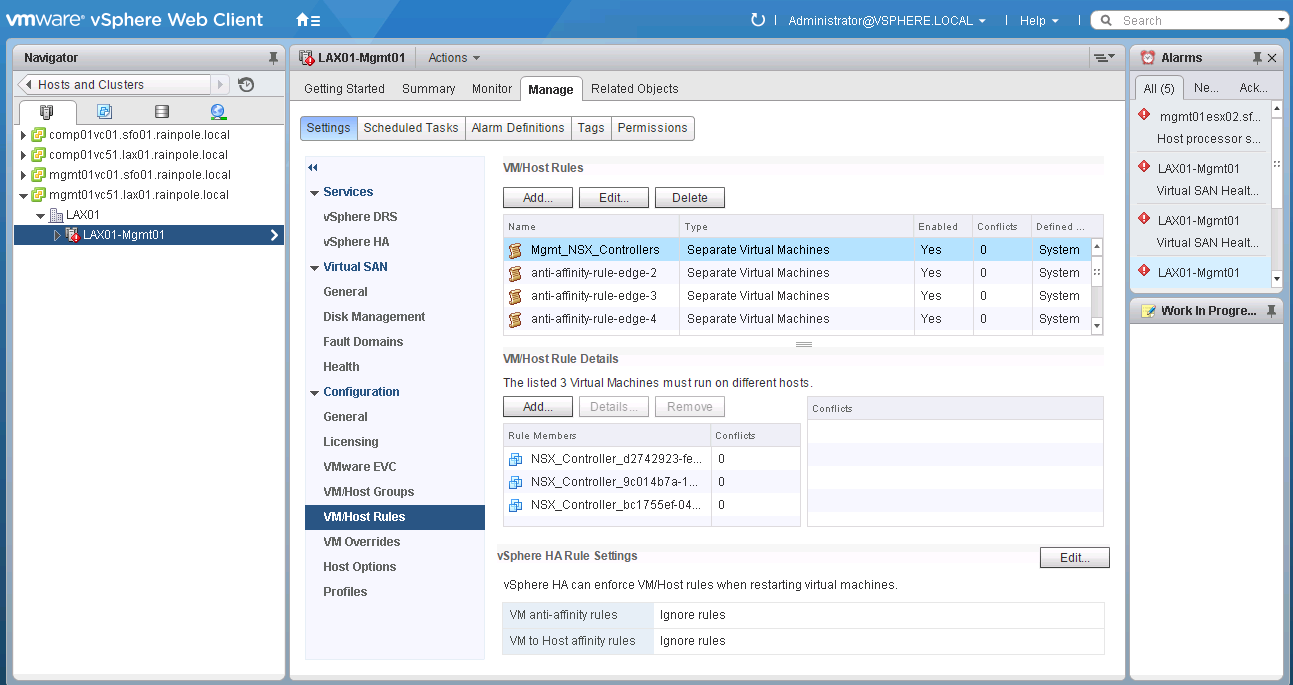 vmware® vSphere Web Client
Administrator@VSPHERE.LOCAL
Help
Search
Navigator
Hosts and Clusters
comp01vc01.sfo01.rainpole.local
comp01vc51.lax01.rainpole.local
mgmt01vc01.sfo01.rainpole.local
mgmt01vc51.lax01.rainpole.local
LAX01
LAX01-Mgmt01
LAX01-Mgmt01 Actions
Getting Started Summary Monitor Manage Related Objects
Settings Scheduled Tasks Alarm Definitions Tags Permissions
Services
vSphere DRS
vSphere HA
Virtual SAN
General
Disk Management
Fault Domains
Health
Configuration
General
Licensing
VMware EVC
VM/Host Groups
VM/Host Rules
VM Overrides
Host Options
Profiles
VM/Host Rules
Add... Edit... Delete
Name Type Enabled Conflicts Defined ...
Mgmt_NSX_Controllers Separate Virtual Machines Yes 0 System
anti-affinity-rule-edge-2 Separate Virtual Machines Yes 0 System
anti-affinity-rule-edge-3 Separate Virtual Machines Yes 0 System
anti-affinity-rule-edge-4 Separate Virtual Machines Yes 0 System
VM/Host Rule Details
The listed 3 Virtual Machines must run on different hosts.
Add... Details... Remove
Rule Members Conflicts
NSX_Controller_d2742923-fe... 0
NSX_Controller_9c014b7a-1... 0
NSX_Controller_bc1755ef-04... 0
Conflicts
vSphere HA Rule Settings
Edit...
vSphere HA can enforce VM/Host rules when restarting virtual machines.
VM anti-affinity rules Ignore rules
VM to Host affinity rules Ignore rules
Alarms
All (5) Ne... Ack...
mgmt01esx02.sf...
Host processor s...
LAX01-Mgmt01
Virtual SAN Healt...
LAX01-Mgmt01
Virtual SAN Healt...
LAX01-Mgmt01
Work In Progre...